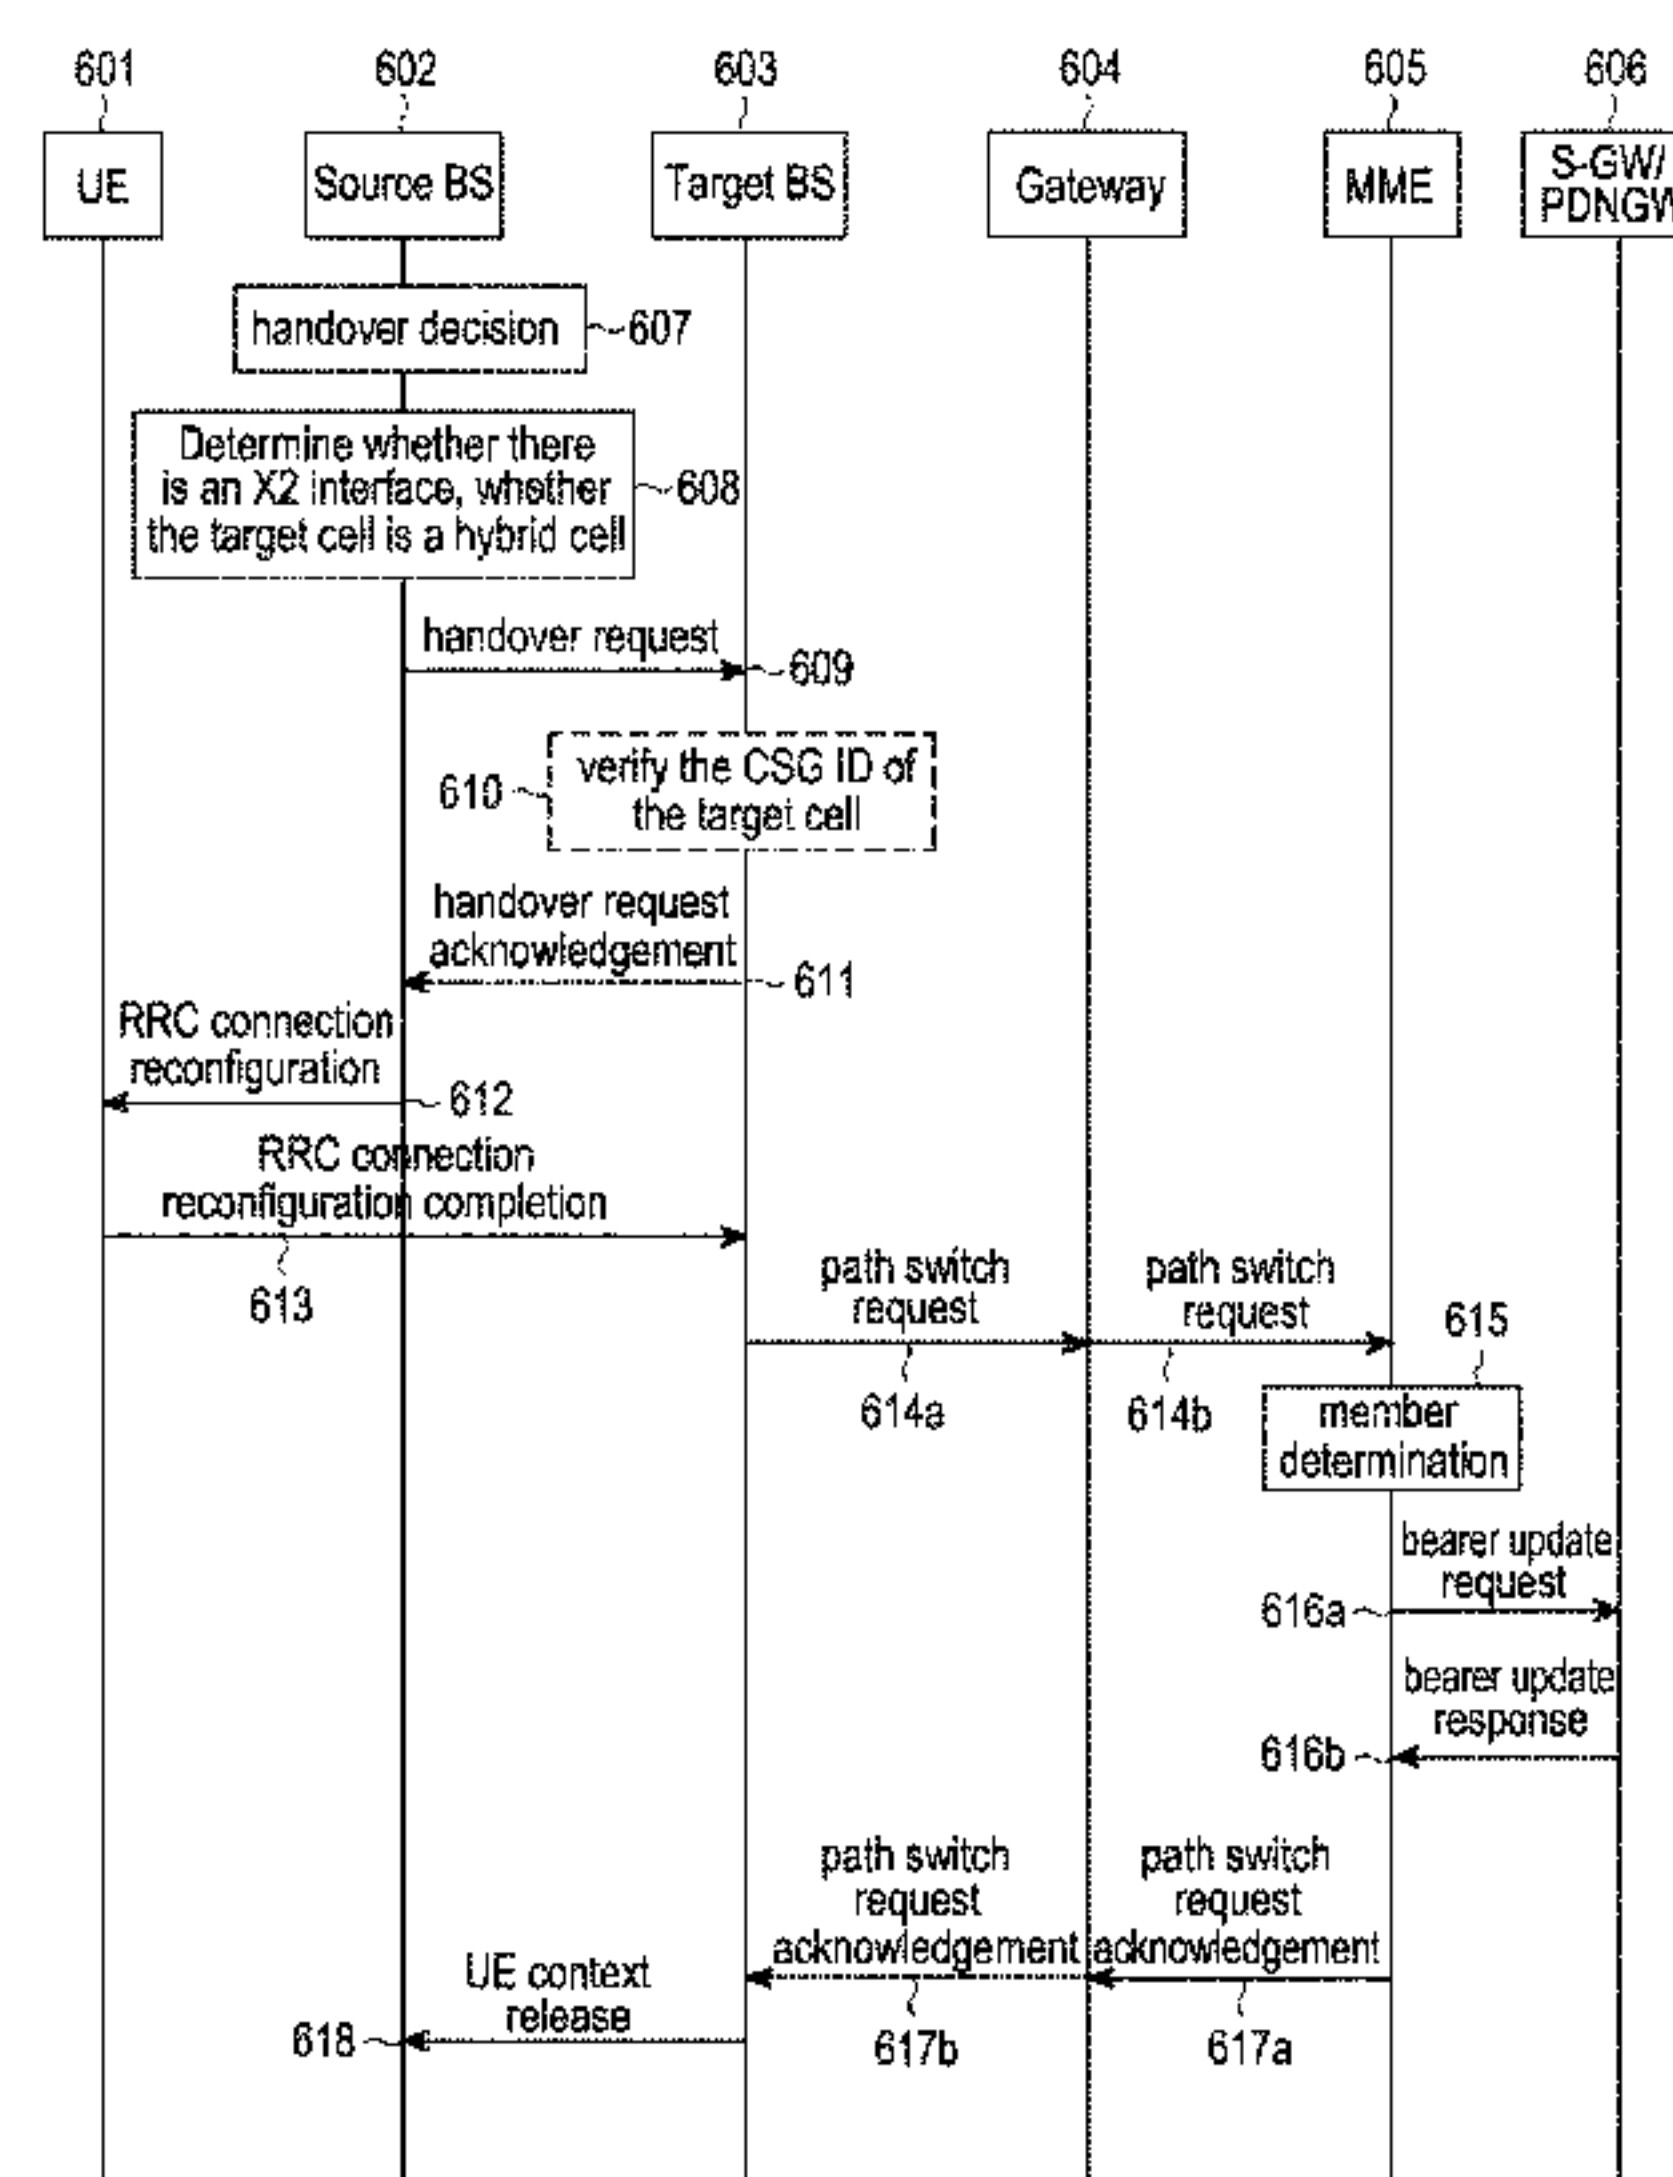 601
602
603
604
605
606
UE
Source BS
Target BS
Gateway
MME
S-GW/
PDNGW
handover decision
607
Determine whether there
is an X2 interface, whether
the target cell is a hybrid cell
608
handover request
609
verify the CSG ID of
the target cell
610
handover request
acknowledgement
611
RRC connection
reconfiguration
612
RRC connection
reconfiguration completion
613
path switch
request
614a
path switch
request
614b
615
member
determination
bearer update
request
616a
bearer update
response
616b
path switch
request
acknowledgement
617b
path switch
request
acknowledgement
617a
UE context
release
618